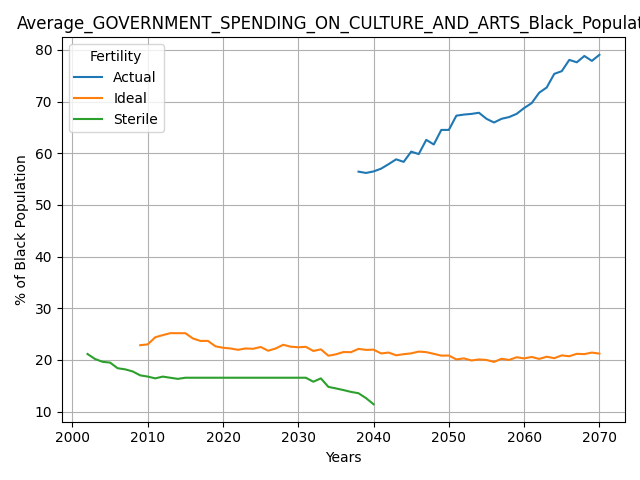 Average_GOVERNMENT_SPENDING_ON_CULTURE_AND_ARTS_Black_Populat
Fertility
Actual
Ideal
Sterile
% of Black Population
80
70
60
50
40
30
20
10
2000 2010 2020 2030 2040 2050 2060 2070
Years